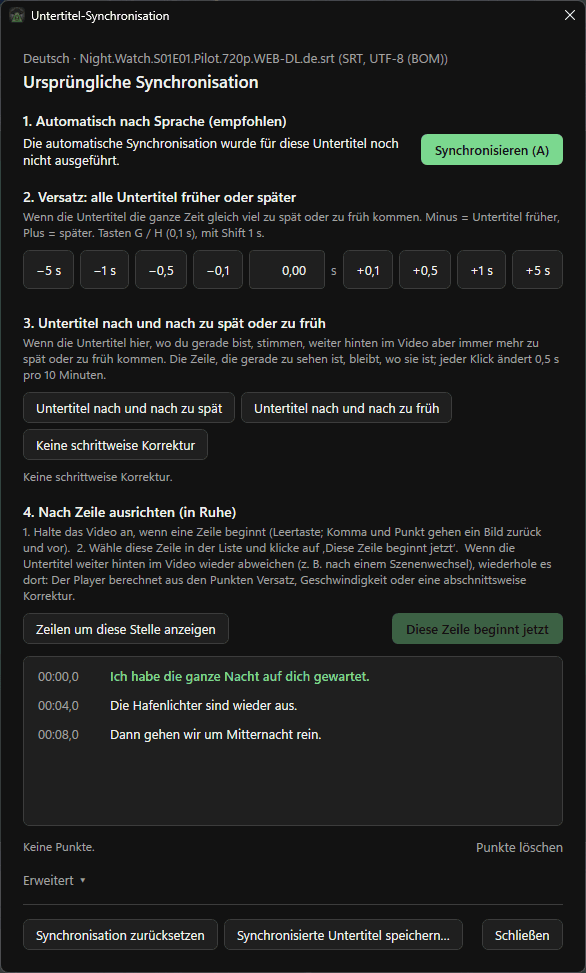 Untertitel-Synchronisation
Deutsch · Night.Watch.S01E01.Pilot.720p.WEB-DL.de.srt (SRT, UTF-8 (BOM))
Ursprüngliche Synchronisation
1. Automatisch nach Sprache (empfohlen)
Die automatische Synchronisation wurde für diese Untertitel noch
nicht ausgeführt.
Synchronisieren (A)
2. Versatz: alle Untertitel früher oder später
Wenn die Untertitel die ganze Zeit gleich viel zu spät oder zu früh kommen. Minus = Untertitel früher,
Plus = später. Tasten G / H (0,1 s), mit Shift 1 s.
−5 s −1 s −0,5 −0,1 0,00 s +0,1 +0,5 +1 s +5 s
3. Untertitel nach und nach zu spät oder zu früh
Wenn die Untertitel hier, wo du gerade bist, stimmen, weiter hinten im Video aber immer mehr zu
spät oder zu früh kommen. Die Zeile, die gerade zu sehen ist, bleibt, wo sie ist; jeder Klick ändert 0,5 s
pro 10 Minuten.
Untertitel nach und nach zu spät Untertitel nach und nach zu früh
Keine schrittweise Korrektur
Keine schrittweise Korrektur.
4. Nach Zeile ausrichten (in Ruhe)
1. Halte das Video an, wenn eine Zeile beginnt (Leertaste; Komma und Punkt gehen ein Bild zurück
und vor).  2. Wähle diese Zeile in der Liste und klicke auf ‚Diese Zeile beginnt jetzt‘.  Wenn die
Untertitel weiter hinten im Video wieder abweichen (z. B. nach einem Szenenwechsel), wiederhole es
dort: Der Player berechnet aus den Punkten Versatz, Geschwindigkeit oder eine abschnittsweise
Korrektur.
Zeilen um diese Stelle anzeigen Diese Zeile beginnt jetzt
00:00,0 Ich habe die ganze Nacht auf dich gewartet.
00:04,0 Die Hafenlichter sind wieder aus.
00:08,0 Dann gehen wir um Mitternacht rein.
Keine Punkte. Punkte löschen
Erweitert
Synchronisation zurücksetzen Synchronisierte Untertitel speichern... Schließen